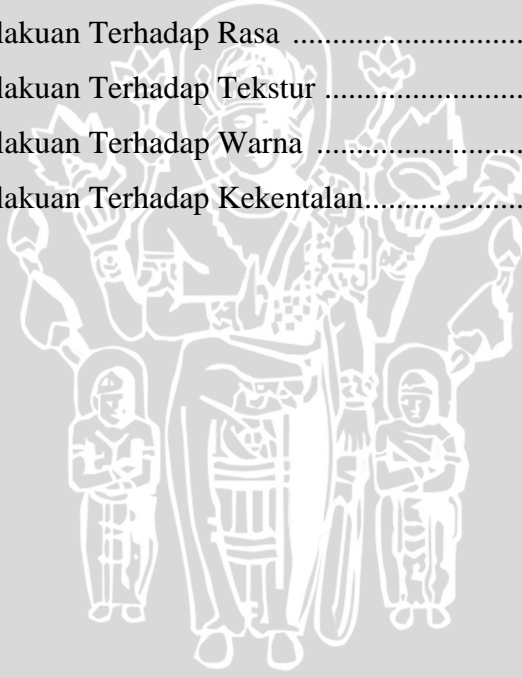 lakuan Terhadap Rasa ..........................
lakuan Terhadap Tekstur ......................
lakuan Terhadap Warna .......................
lakuan Terhadap Kekentalan..................